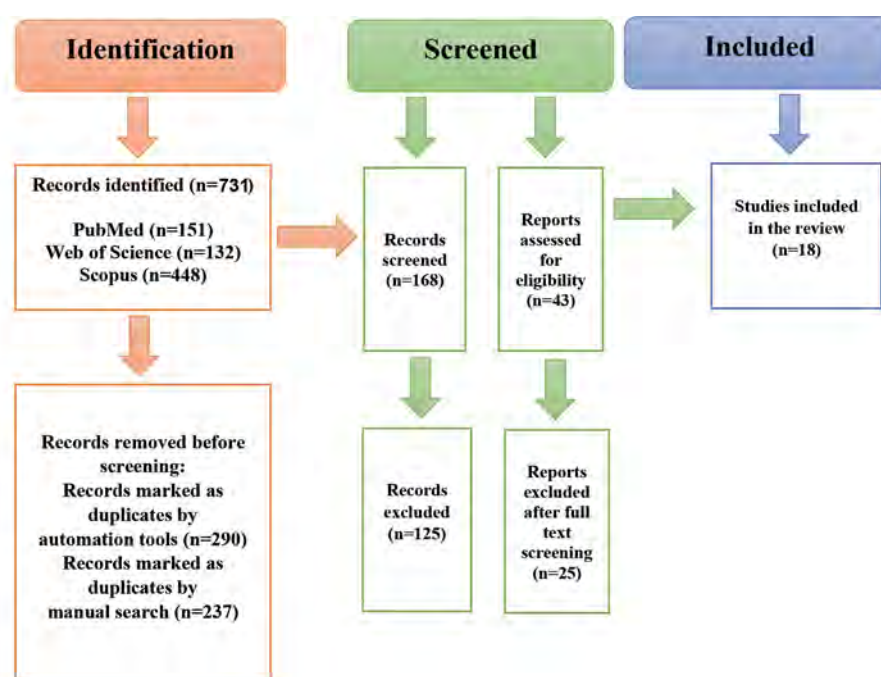 Identification
Records identified (n=731)
PubMed (n=151)
Web of Science (n=132)
Scopus (n=448)
Records removed before
screening:
Records marked as
duplicates by
automation tools (n=290)
Records marked as
duplicates by
manual search (n=237)
Screened
Records
screened
(n=168)
Records
excluded
(n=125)
Reports
assessed
for
eligibility
(n=43)
Reports
excluded
after full
text
screening
(n=25)
Included
Studies included
in the review
(n=18)